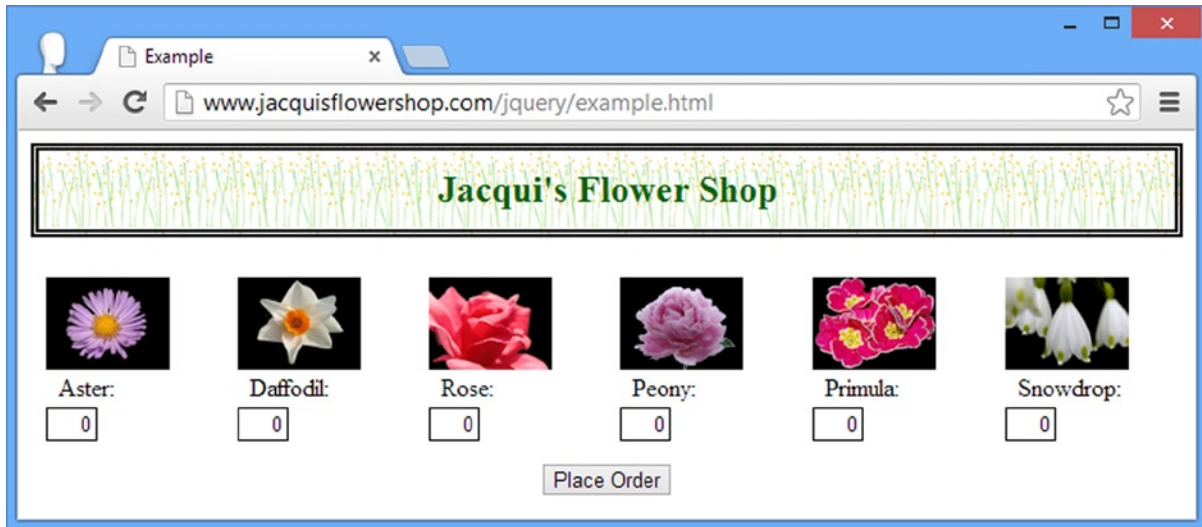 Example
www.jacquisflowershop.com/jquery/example.html
Jacqui's Flower Shop
Aster: Daffodil: Rose: Peony: Primula: Snowdrop:
0 0 0 0 0 0
Place Order